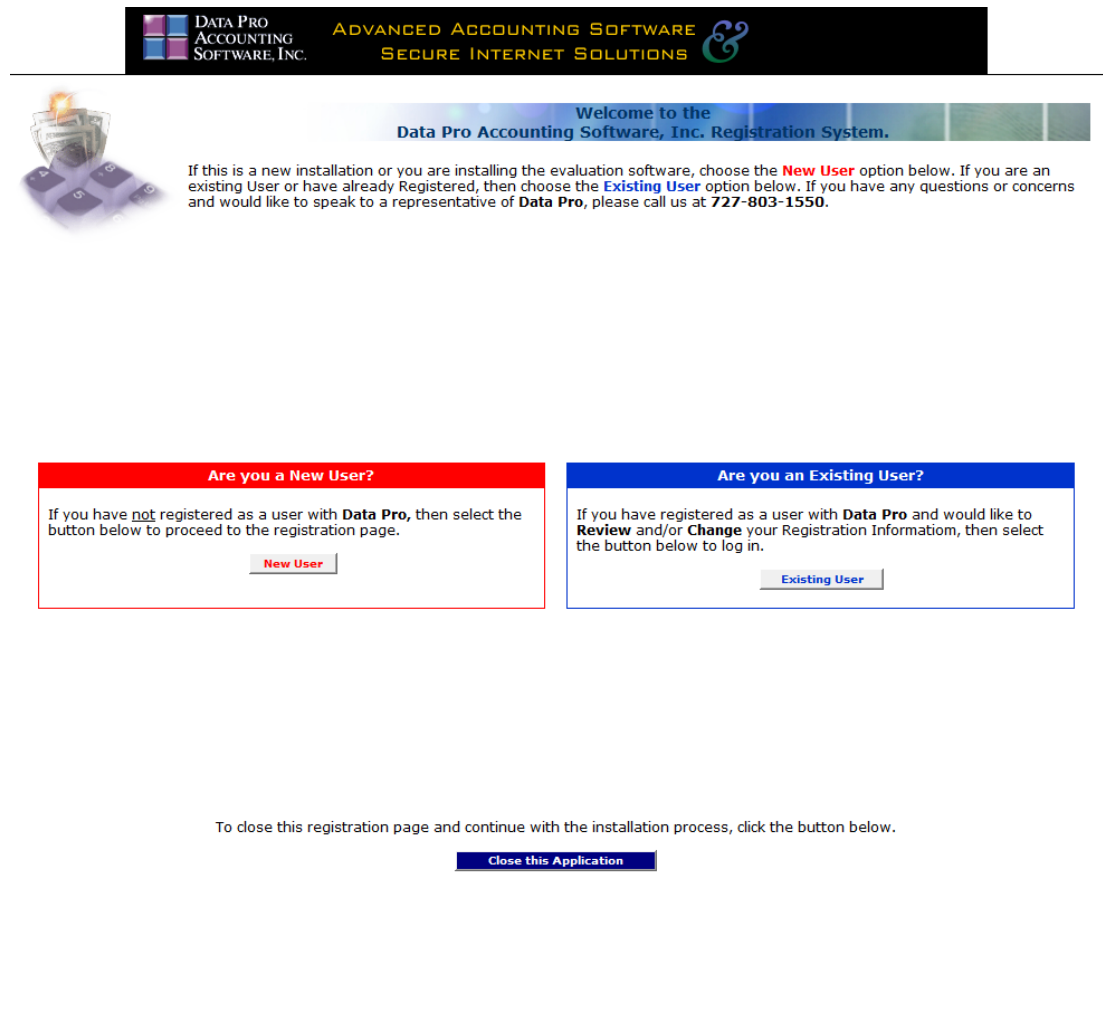 DATA PRO
ACCOUNTING
SOFTWARE, INC.
ADVANCED ACCOUNTING SOFTWARE &
SECURE INTERNET SOLUTIONS
Welcome to the
Data Pro Accounting Software, Inc. Registration System.
If this is a new installation or you are installing the evaluation software, choose the New User option below. If you are an
existing User or have already Registered, then choose the Existing User option below. If you have any questions or concerns
and would like to speak to a representative of Data Pro, please call us at 727-803-1550.
Are you a New User?
If you have not registered as a user with Data Pro, then select the
button below to proceed to the registration page.
New User
Are you an Existing User?
If you have registered as a user with Data Pro and would like to
Review and/or Change your Registration Informatiom, then select
the button below to log in.
Existing User
To close this registration page and continue with the installation process, click the button below.
Close this Application